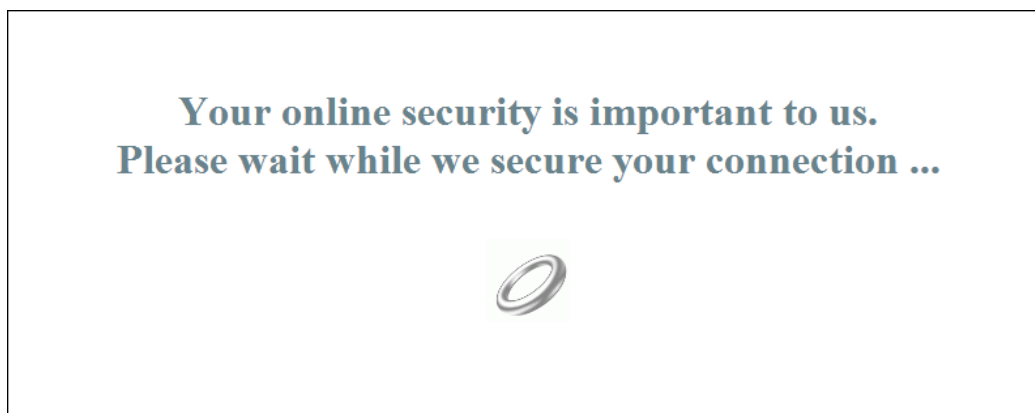 Your online security is important to us.
Please wait while we secure your connection ...